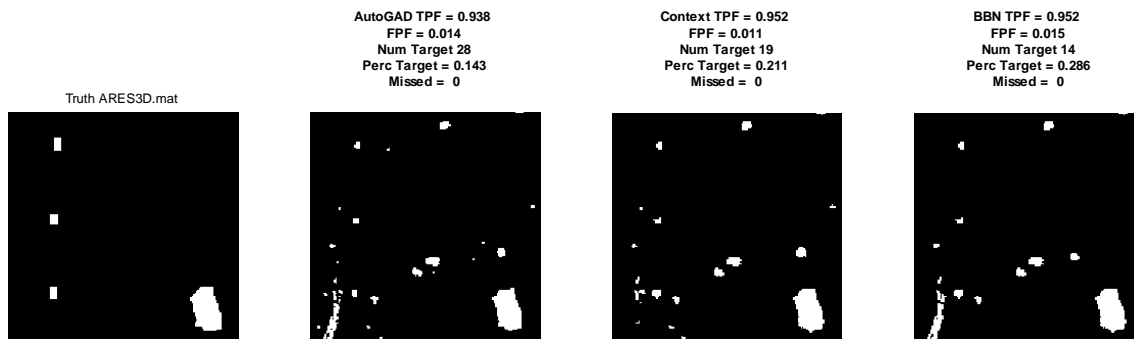 Truth ARES3D.mat
AutoGAD TPF = 0.938
FPF = 0.014
Num Target 28
Perc Target = 0.143
Missed = 0
Context TPF = 0.952
FPF = 0.011
Num Target 19
Perc Target = 0.211
Missed = 0
BBN TPF = 0.952
FPF = 0.015
Num Target 14
Perc Target = 0.286
Missed = 0